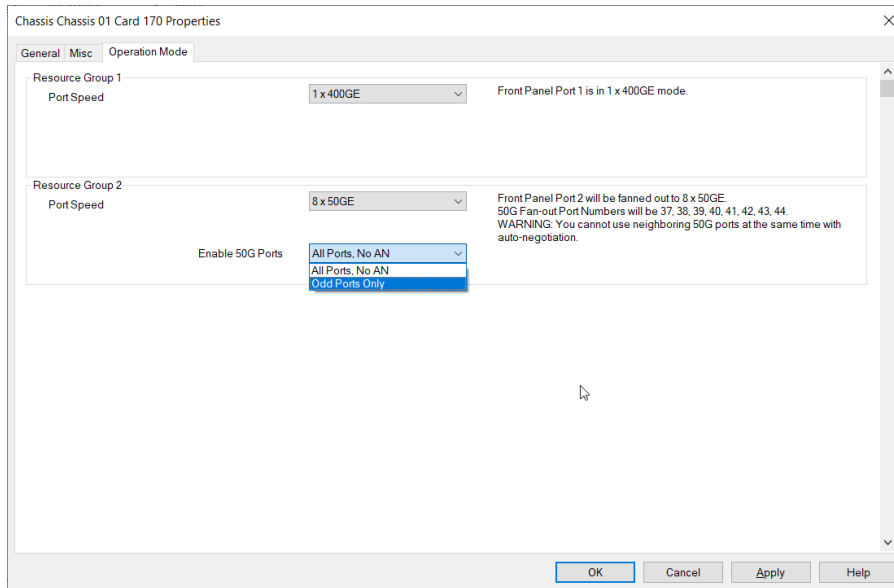 Chassis Chassis 01 Card 170 Properties
General Misc Operation Mode
Resource Group 1
Port Speed 1 x 400GE Front Panel Port 1 is in 1 x 400GE mode.
Resource Group 2
Port Speed 8 x 50GE Front Panel Port 2 will be fanned out to 8 x 50GE.
50G Fan-out Port Numbers will be 37, 38, 39, 40, 41, 42, 43, 44.
WARNING: You cannot use neighboring 50G ports at the same time with
auto-negotiation.
Enable 50G Ports All Ports, No AN
All Ports, No AN
Odd Ports Only
OK Cancel Apply Help